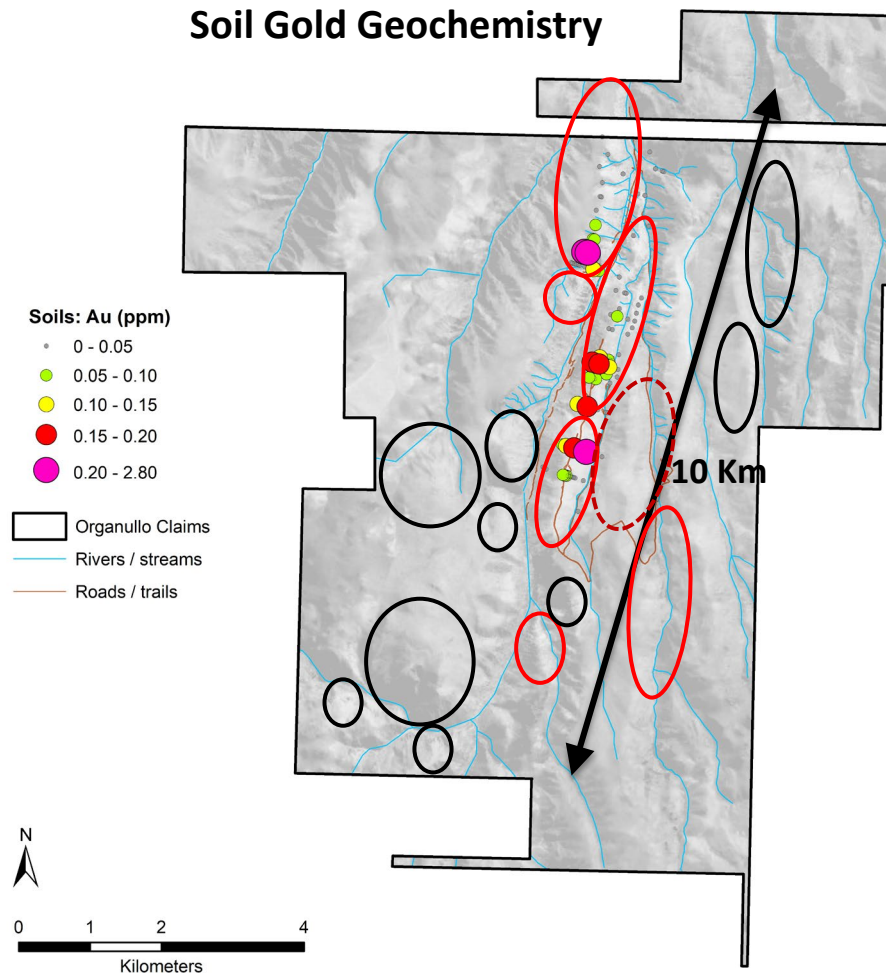 Soil Gold Geochemistry
Soils: Au (ppm)
0 - 0.05
0.05 - 0.10
0.10 - 0.15
0.15 - 0.20
0.20 - 2.80
Organullo Claims
Rivers / streams
Roads / trails
10 Km
N
0 1 2 4
Kilometers